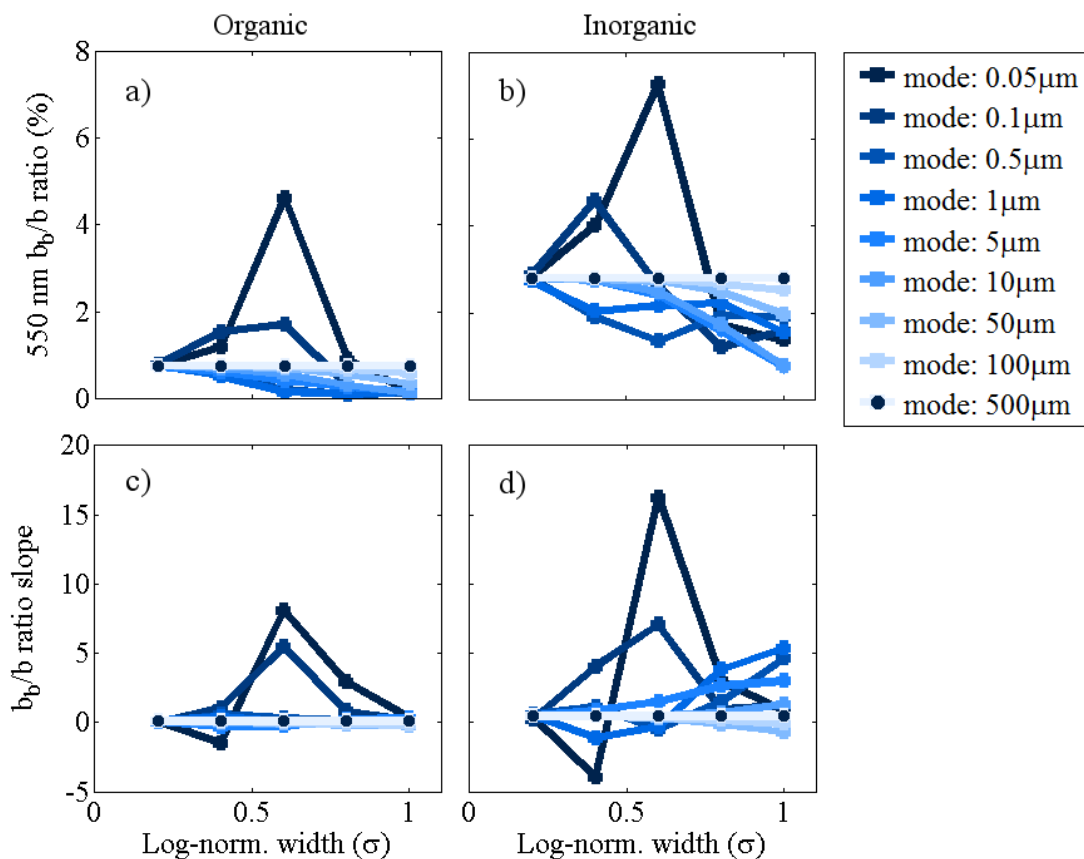 Organic
Inorganic
8
6
4
2
0
550 nm b_b/b ratio (%)
a)
b)
mode: 0.05μm
mode: 0.1μm
mode: 0.5μm
mode: 1μm
mode: 5μm
mode: 10μm
mode: 50μm
mode: 100μm
mode: 500μm
20
15
10
5
0
-5
b_b/b ratio slope
c)
d)
0
0.5
1
0
0.5
1
Log-norm. width (σ)
Log-norm. width (σ)